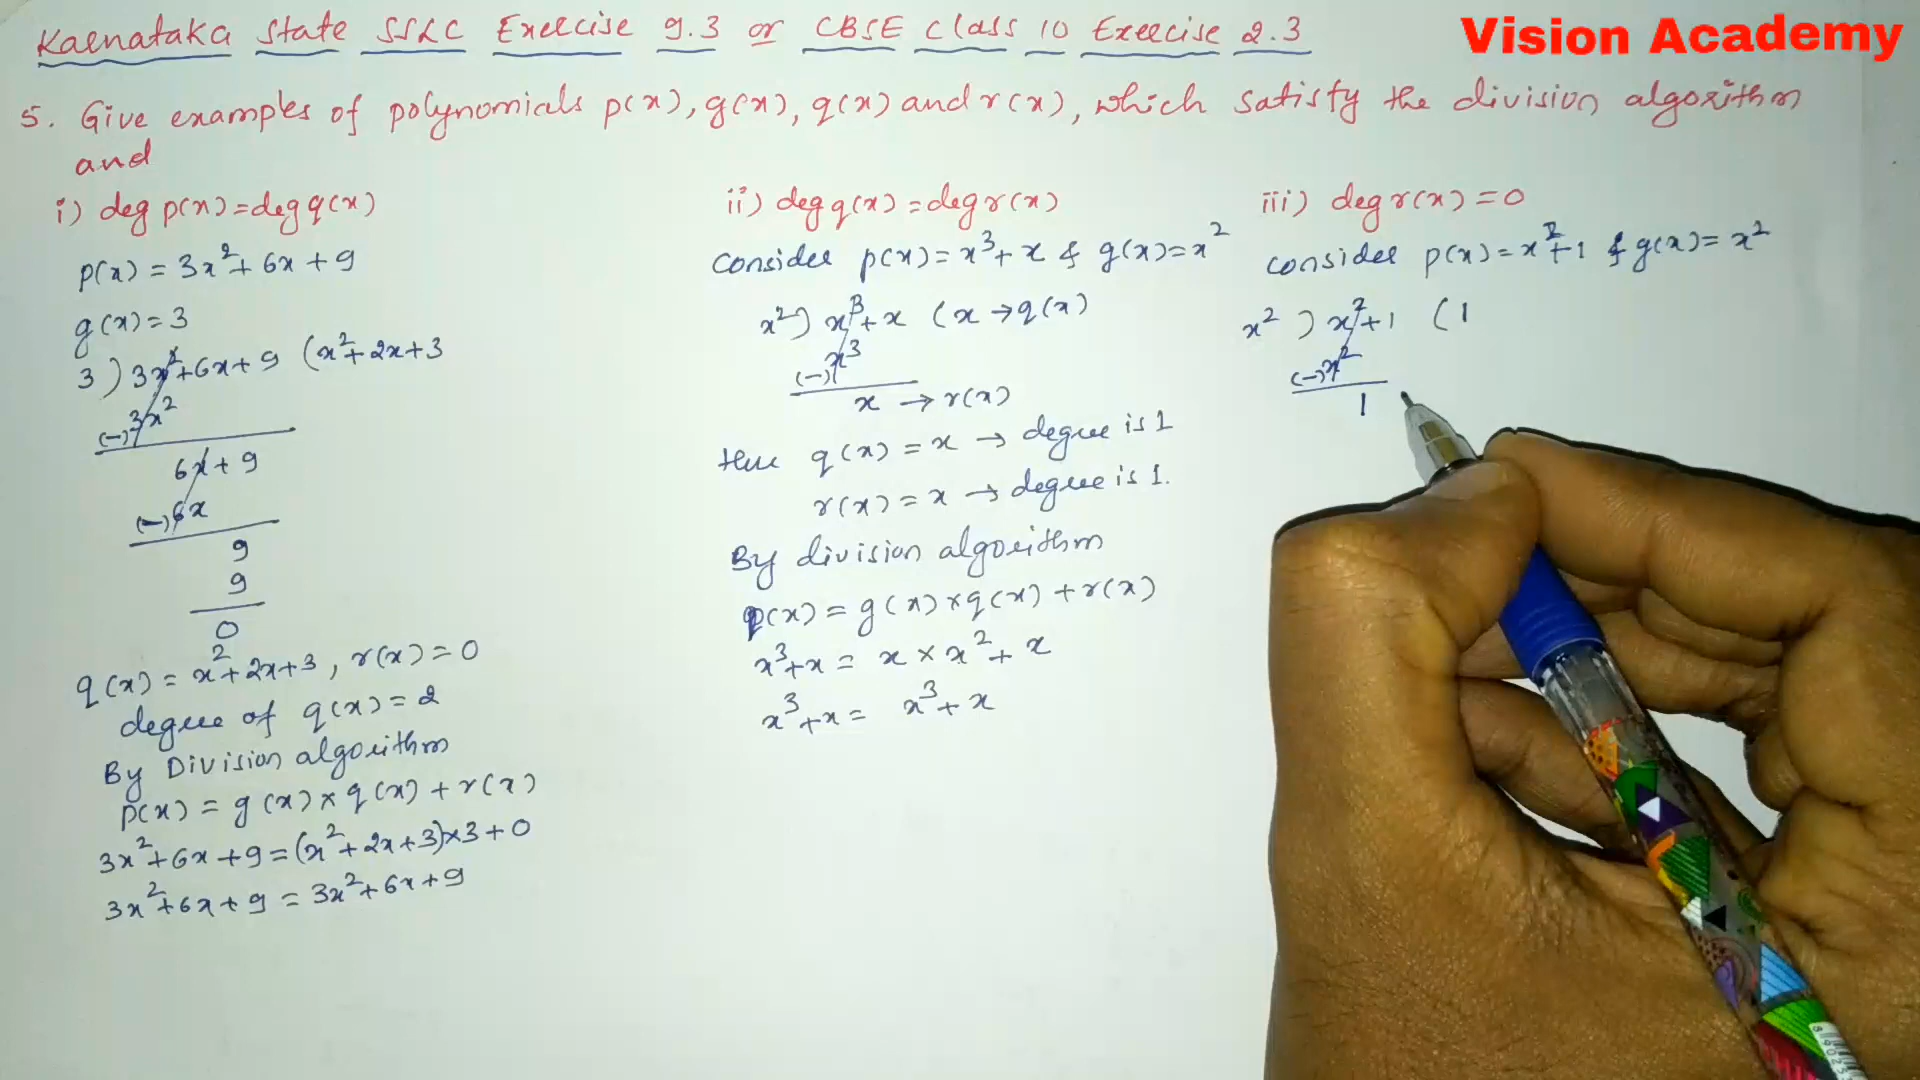 Karnataka State SSLC Exercise 9.3 or CBSE Class 10 Exercise 2.3
Vision Academy
5. Give examples of polynomials p(x), g(x), q(x) and r(x), which satisfy the division algorithm
and
i) deg p(x) = deg q(x)
p(x) = 3x² + 6x + 9
g(x) = 3
3 ) 3x² + 6x + 9 ( x² + 2x + 3
(-) 3x²
6x + 9
(-) 6x
9
9
0
q(x) = x² + 2x + 3, r(x) = 0
degree of q(x) = 2
By Division algorithm
p(x) = g(x) × q(x) + r(x)
3x² + 6x + 9 = (x² + 2x + 3) × 3 + 0
3x² + 6x + 9 = 3x² + 6x + 9
ii) deg q(x) = deg r(x)
consider p(x) = x³ + x & g(x) = x²
x² ) x³ + x ( x → q(x)
(-) x³
x → r(x)
Here q(x) = x → degree is 1
r(x) = x → degree is 1.
By division algorithm
p(x) = g(x) × q(x) + r(x)
x³ + x = x × x² + x
x³ + x = x³ + x
iii) deg r(x) = 0
consider p(x) = x² + 1 & g(x) = x²
x² ) x² + 1 ( 1
(-) x²
1